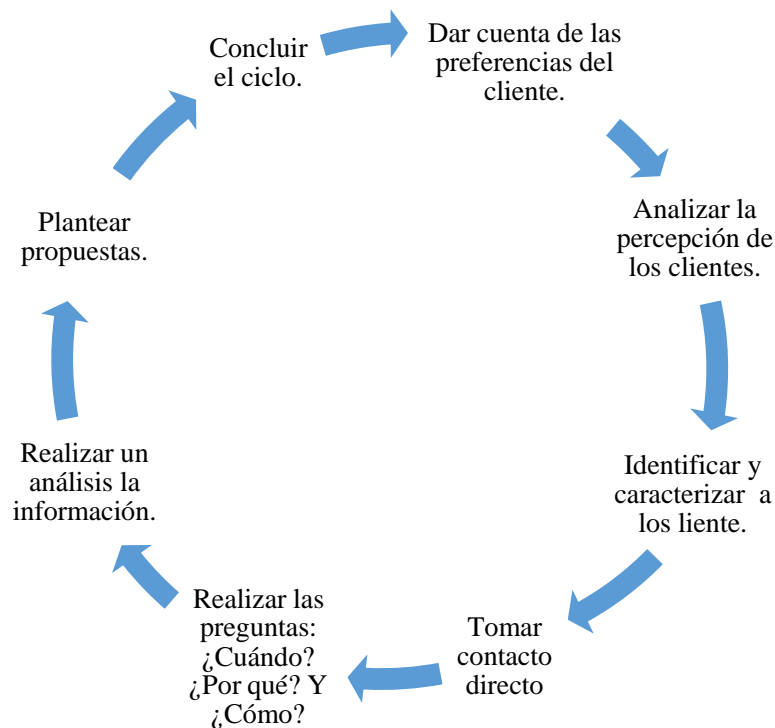 Dar cuenta de las
preferencias del
cliente.
Analizar la
percepción de
los clientes.
Identificar y
caracterizar a
los liente.
Tomar
contacto
directo
Realizar las
preguntas:
¿Cuándo?
¿Por qué? Y
¿Cómo?
Realizar un
análisis la
información.
Plantear
propuestas.
Concluir
el ciclo.